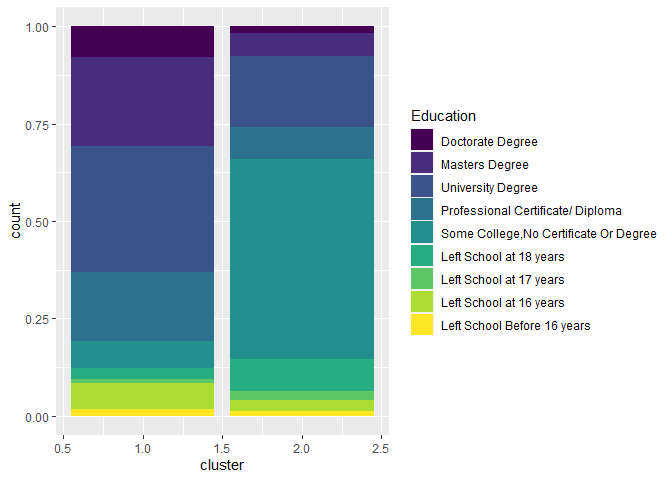 1.00
0.75
0.50
0.25
0.00
count
0.5
1.0
1.5
2.0
2.5
cluster
Education
Doctorate Degree
Masters Degree
University Degree
Professional Certificate/ Diploma
Some College,No Certificate Or Degree
Left School at 18 years
Left School at 17 years
Left School at 16 years
Left School Before 16 years